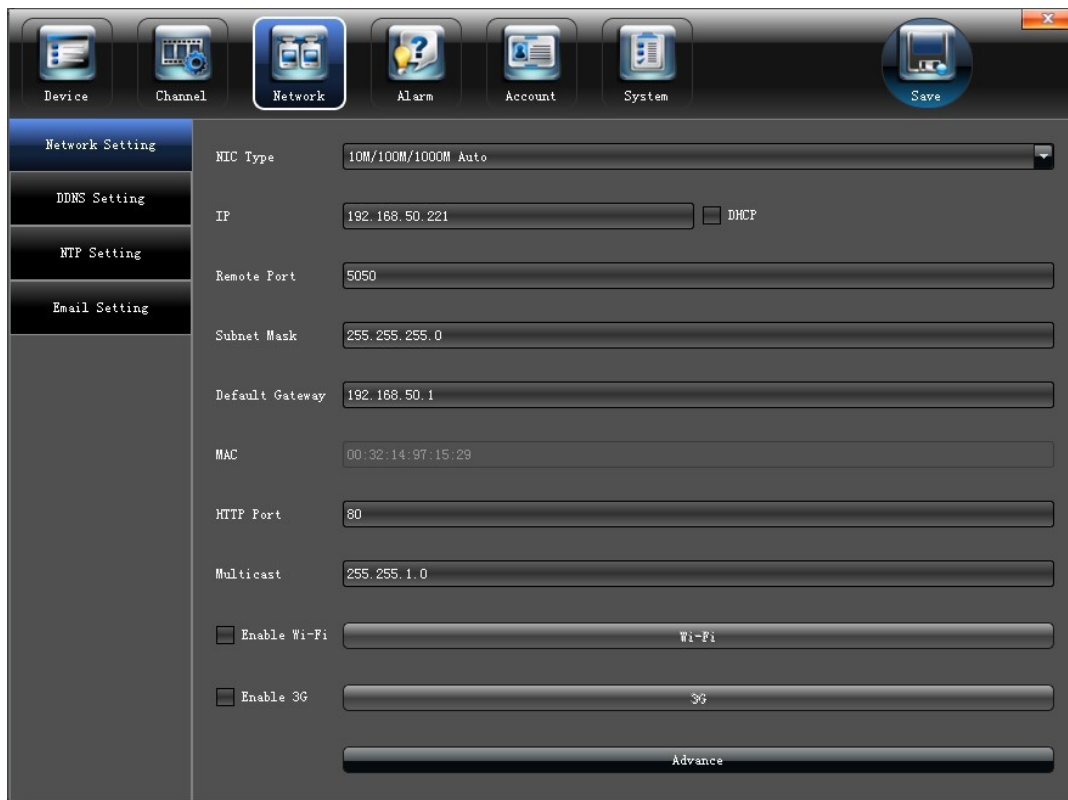 Device Channel Network Alarm Account System Save
Network Setting
DDNS Setting
NTP Setting
Email Setting
NIC Type 10M/100M/1000M Auto
IP 192.168.50.221 DHCP
Remote Port 5050
Subnet Mask 255.255.255.0
Default Gateway 192.168.50.1
MAC 00:32:14:97:15:29
HTTP Port 80
Multicast 255.255.1.0
Enable Wi-Fi Wi-Fi
Enable 3G 3G
Advance